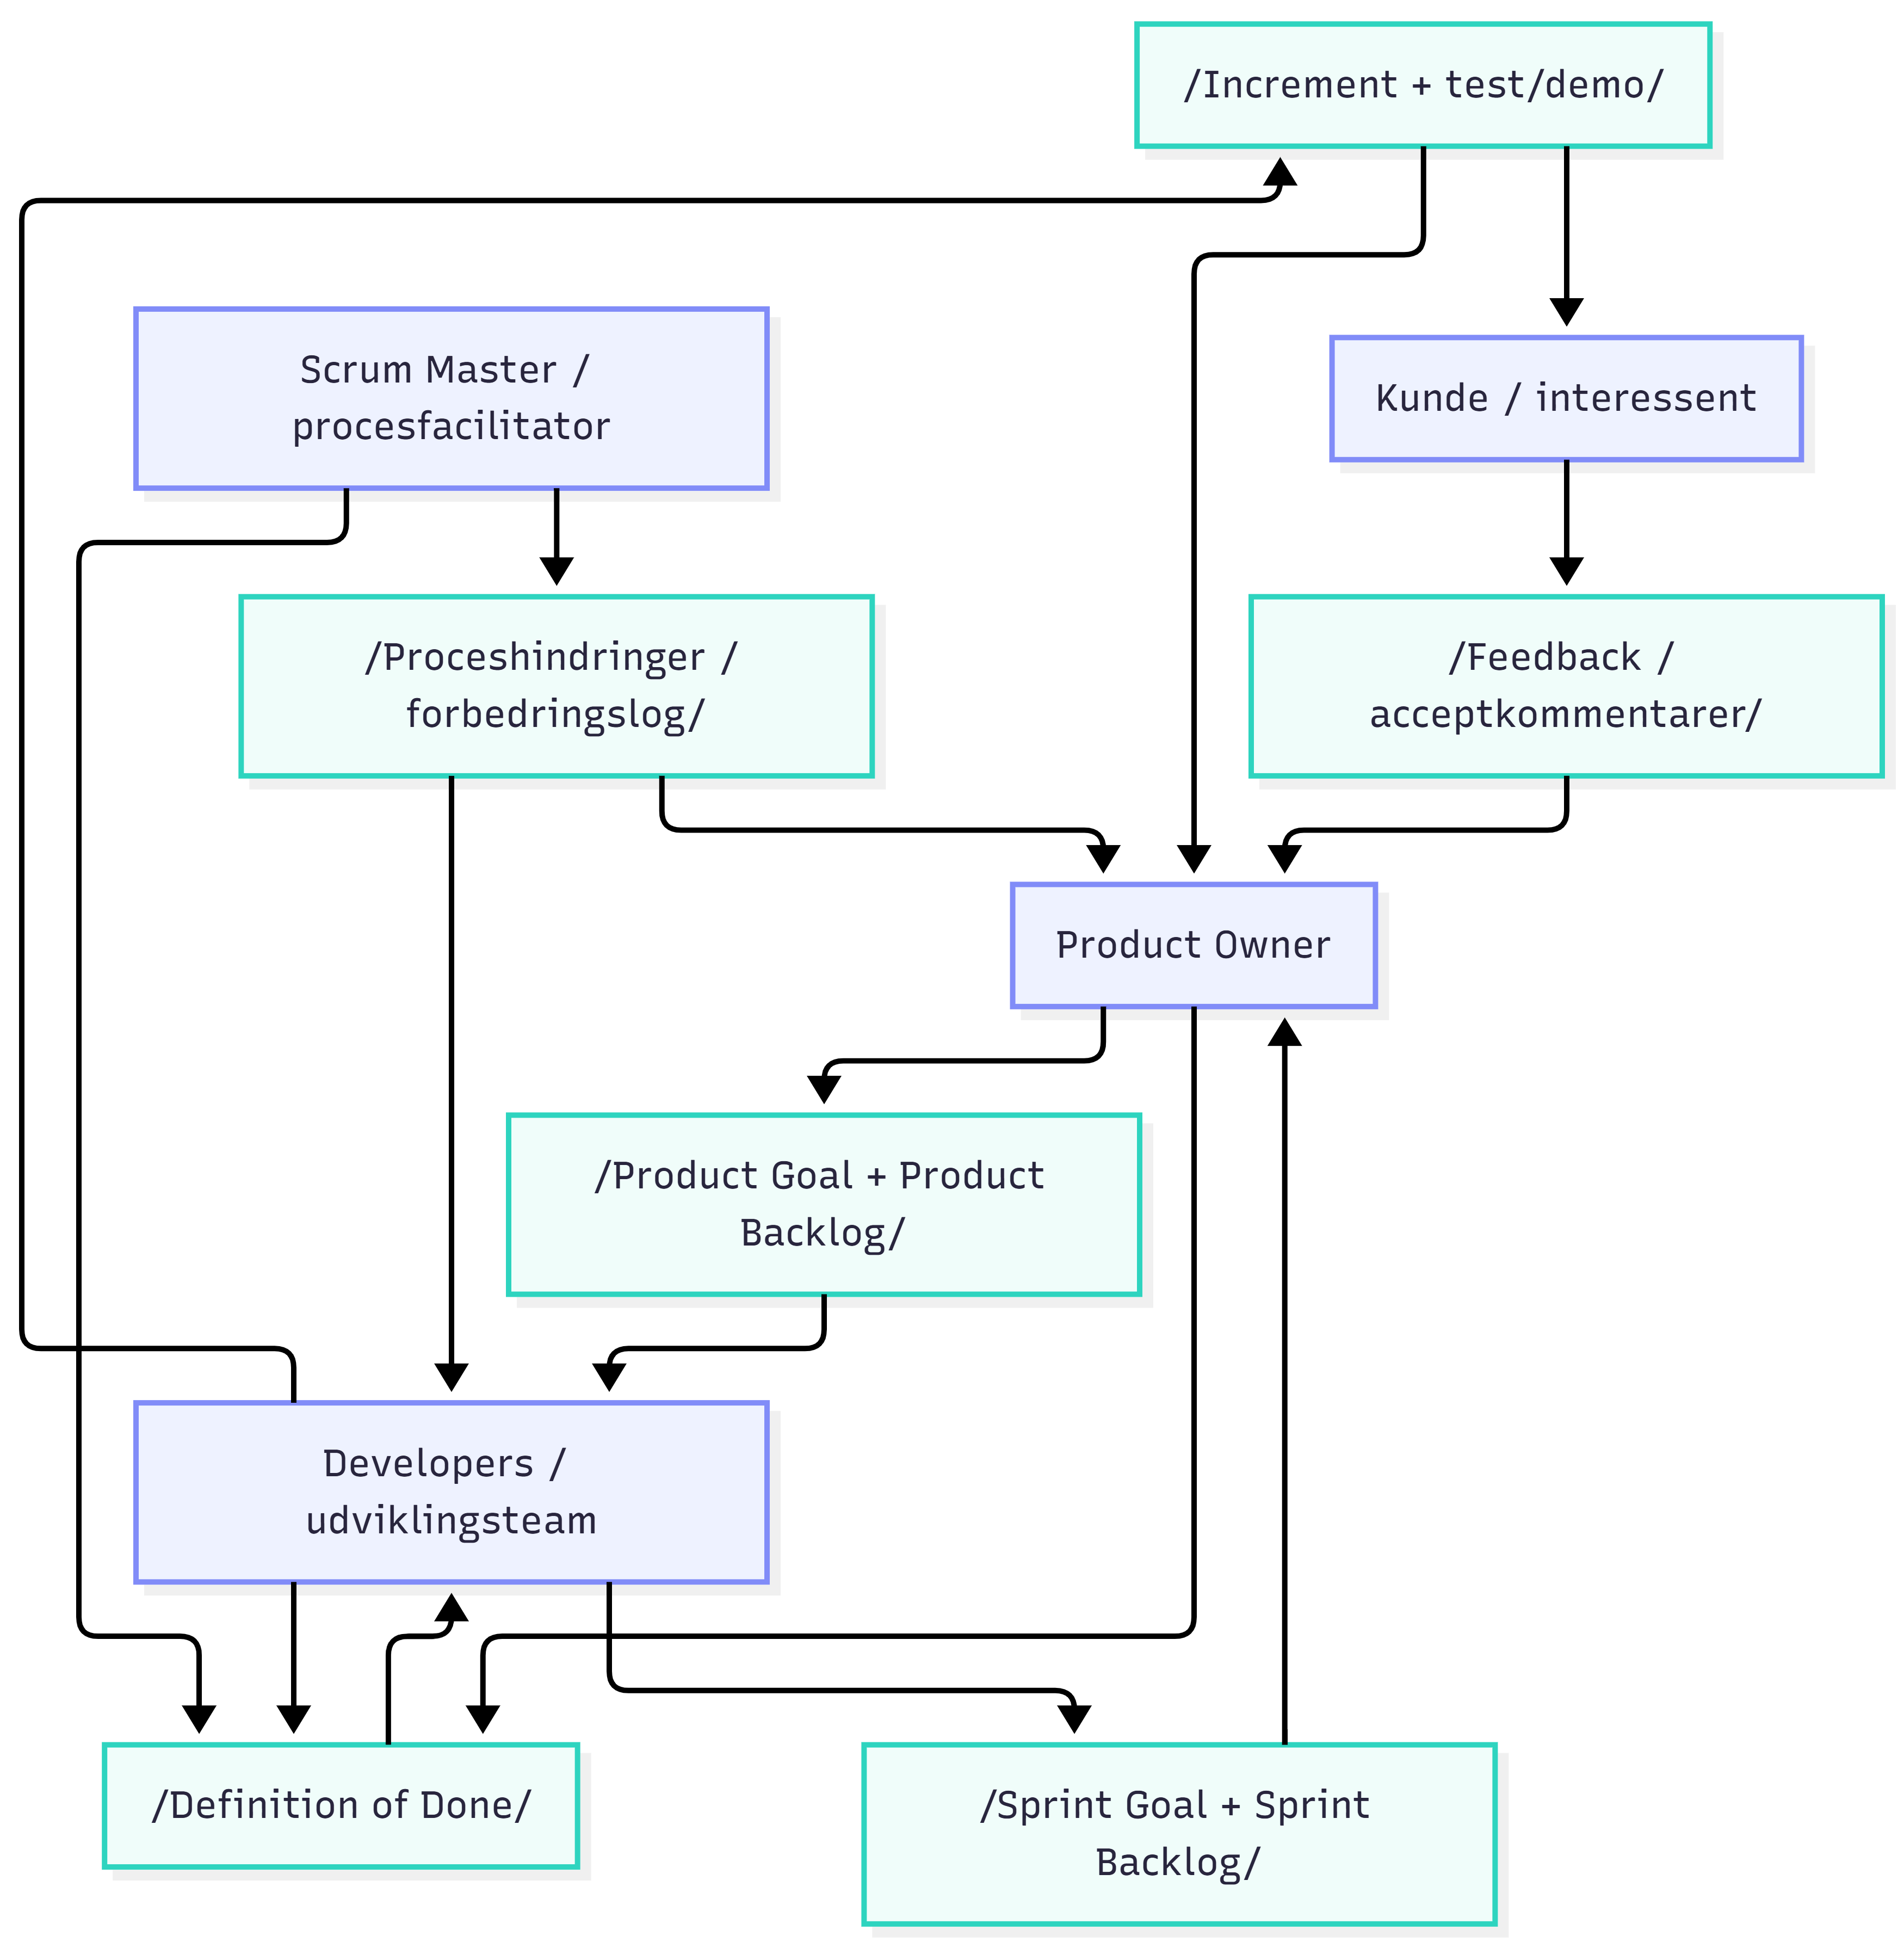 /Increment + test/demo/
Scrum Master /
procesfacilitator
Kunde / interessent
/Proceshindringer /
forbedringslog/
/Feedback /
acceptkommentarer/
Product Owner
/Product Goal + Product
Backlog/
Developers /
udviklingsteam
/Definition of Done/
/Sprint Goal + Sprint
Backlog/